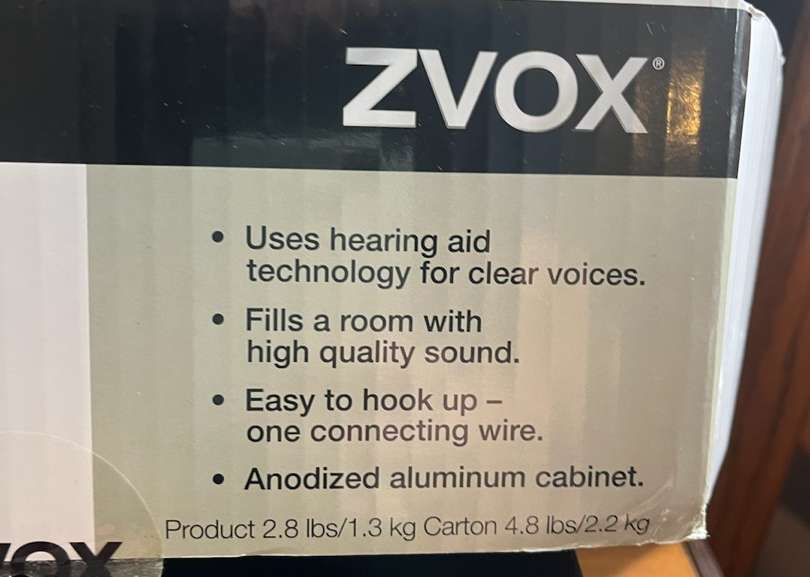 ZVOX®
• Uses hearing aid
technology for clear voices.
• Fills a room with
high quality sound.
• Easy to hook up –
one connecting wire.
• Anodized aluminum cabinet.
Product 2.8 lbs/1.3 kg Carton 4.8 lbs/2.2 kg
VOX